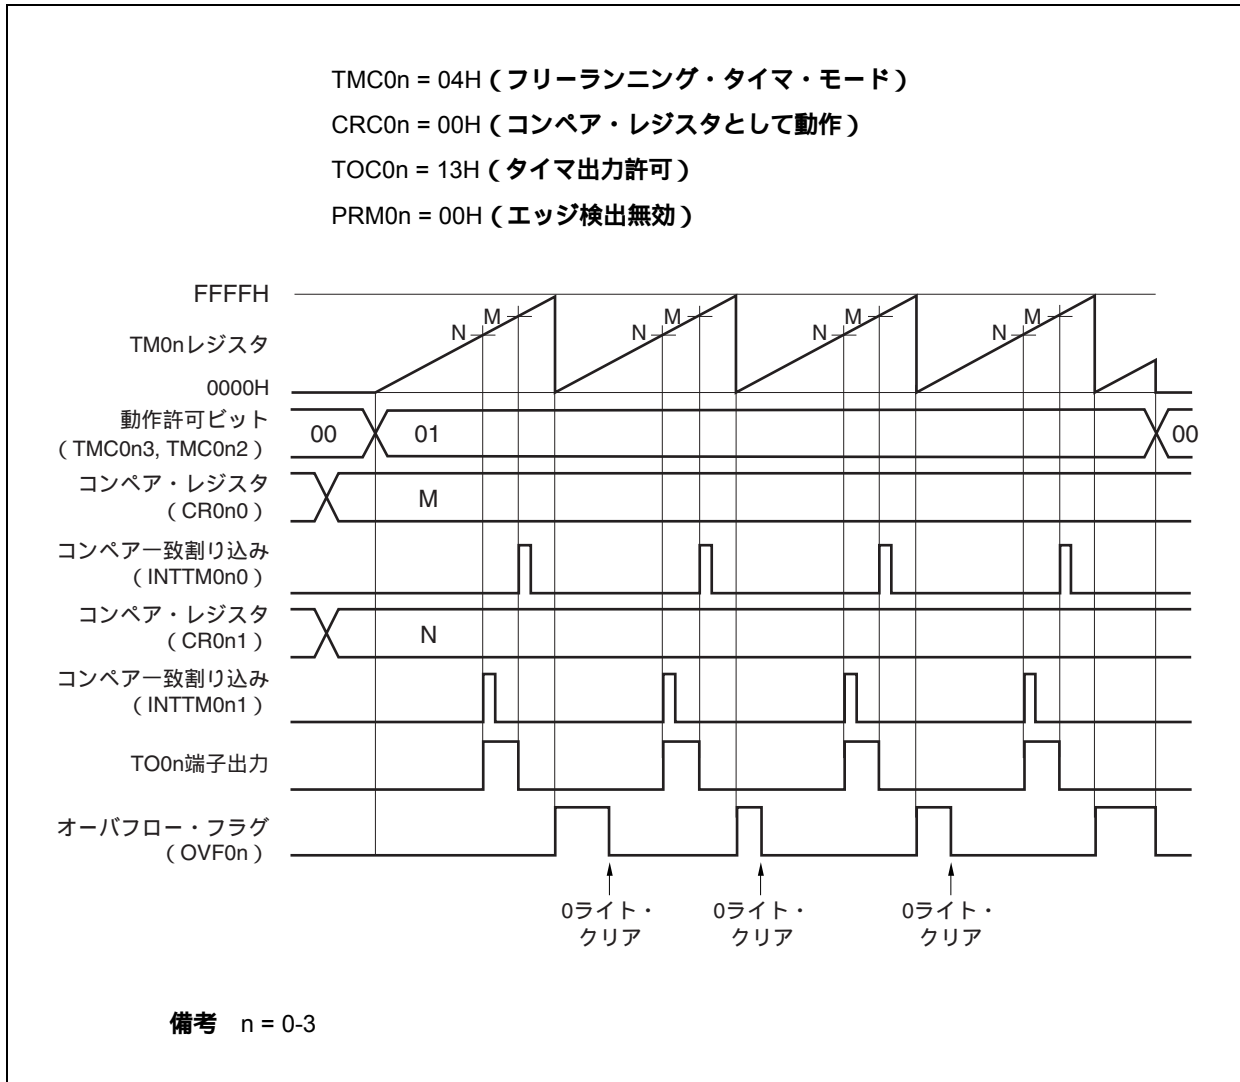 TMC0n = 04H（フリーランニング・タイマ・モード）
CRC0n = 00H（コンペア・レジスタとして動作）
TOC0n = 13H（タイマ出力許可）
PRM0n = 00H（エッジ検出無効）
FFFFH
N M N M N M N M
TM0nレジスタ
0000H
動作許可ビット
（TMC0n3, TMC0n2）
00 01 00
コンペア・レジスタ
（CR0n0）
M
コンペア一致割り込み
（INTTM0n0）
コンペア・レジスタ
（CR0n1）
N
コンペア一致割り込み
（INTTM0n1）
TO0n端子出力
オーバフロー・フラグ
（OVF0n）
0ライト・
クリア
0ライト・
クリア
0ライト・
クリア
備考 n = 0-3